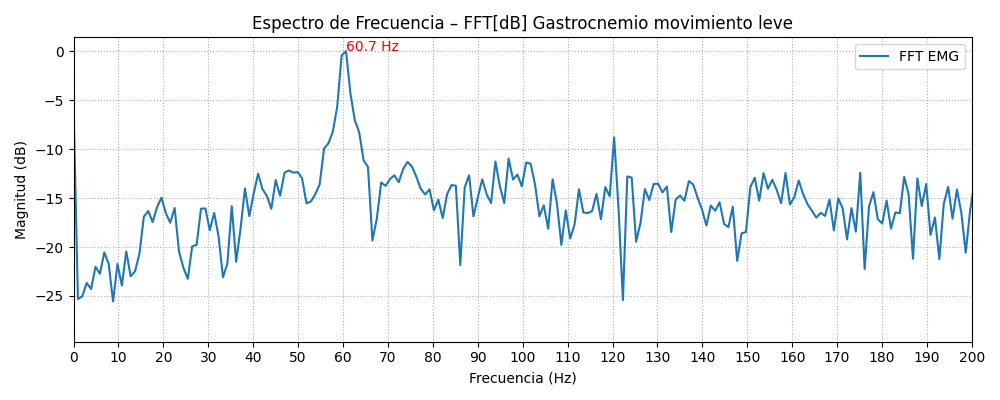 Espectro de Frecuencia – FFT[dB] Gastrocnemio movimiento leve
60.7 Hz
FFT EMG
Magnitud (dB)
0
−5
−10
−15
−20
−25
0 10 20 30 40 50 60 70 80 90 100 110 120 130 140 150 160 170 180 190 200
Frecuencia (Hz)